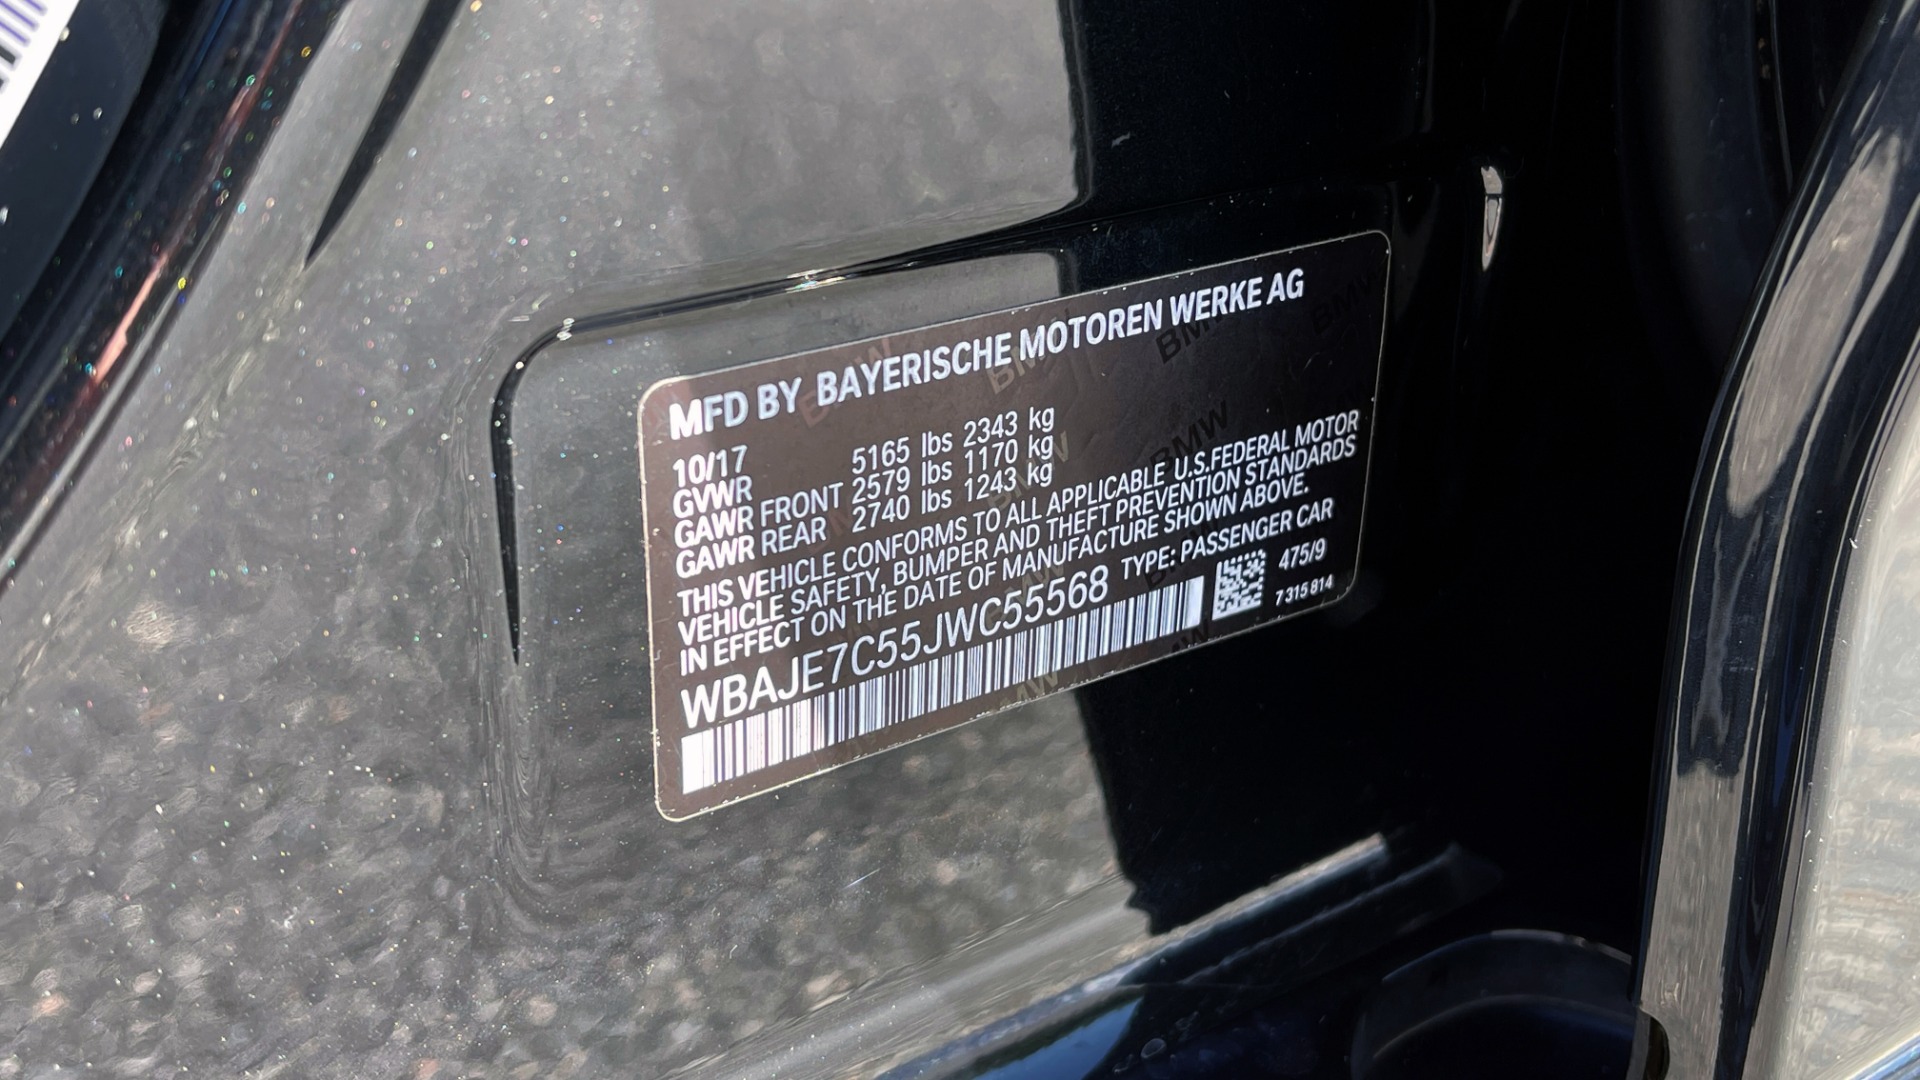 MFD BY BAYERISCHE MOTOREN WERKE AG
10/17
GVWR 5165 lbs 2343 kg
GAWR FRONT 2579 lbs 1170 kg
GAWR REAR 2740 lbs 1243 kg
THIS VEHICLE CONFORMS TO ALL APPLICABLE U.S.FEDERAL MOTOR
VEHICLE SAFETY, BUMPER AND THEFT PREVENTION STANDARDS
IN EFFECT ON THE DATE OF MANUFACTURE SHOWN ABOVE.
WBAJE7C55JWC55568 TYPE: PASSENGER CAR
475/9
7 315 814